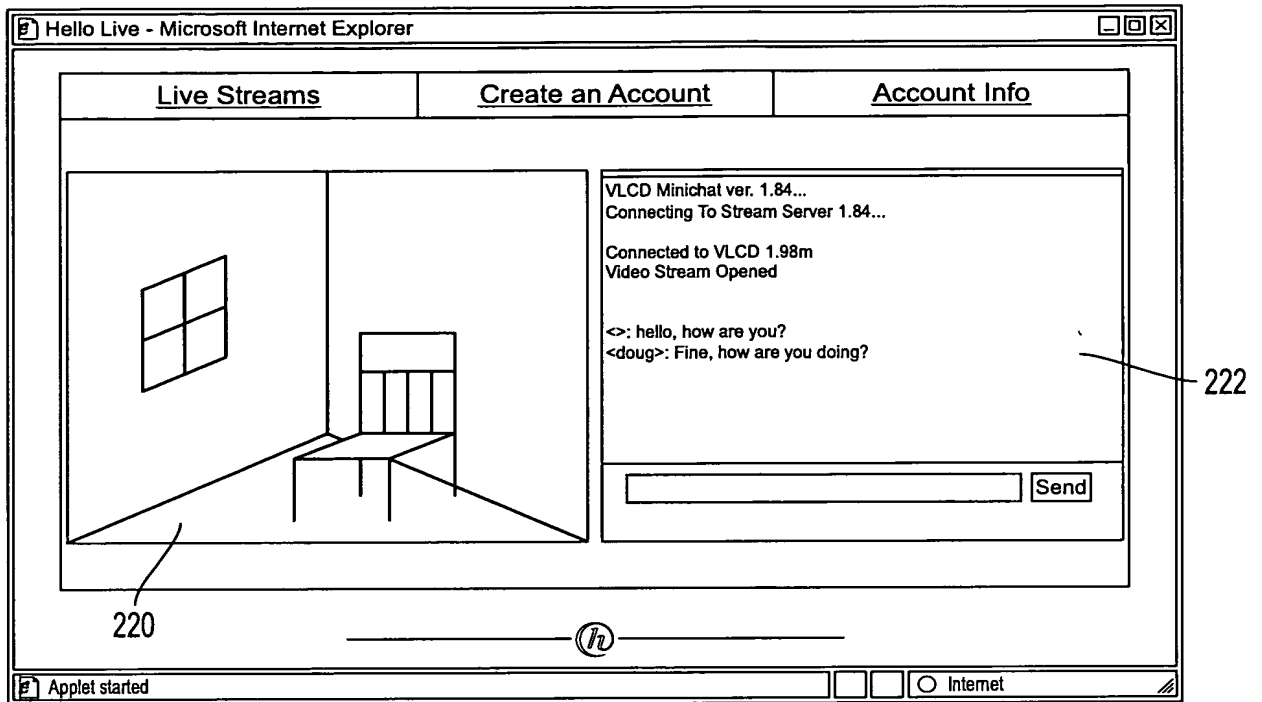 Hello Live - Microsoft Internet Explorer
Live Streams Create an Account Account Info
VLCD Minichat ver. 1.84...
Connecting To Stream Server 1.84...
Connected to VLCD 1.98m
Video Stream Opened
<>: hello, how are you?
<doug>: Fine, how are you doing?
222
Send
220
h
Applet started
Internet